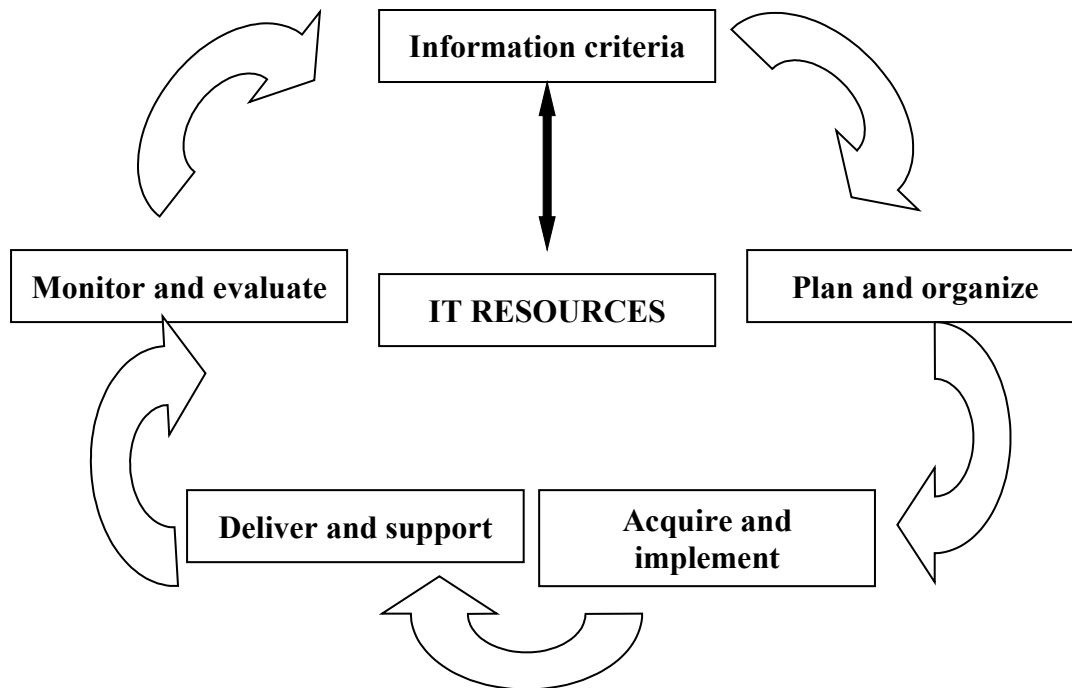 Information criteria
Monitor and evaluate
IT RESOURCES
Plan and organize
Deliver and support
Acquire and
implement